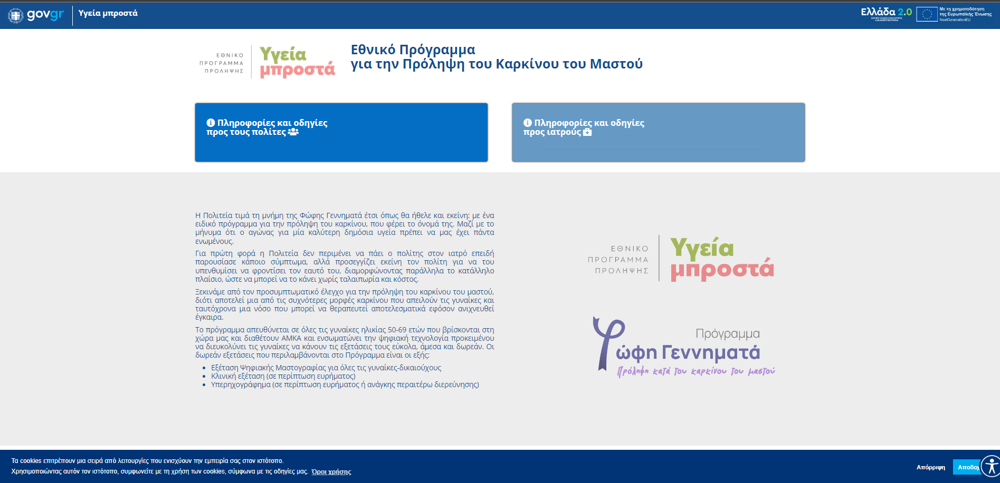 govgr
Υγεία μπροστά
Ελλάδα 2.0
ΕΘΝΙΚΟ ΣΧΕΔΙΟ ΑΝΑΚΑΜΨΗΣ
ΚΑΙ ΑΝΘΕΚΤΙΚΟΤΗΤΑΣ
Με τη χρηματοδότηση
της Ευρωπαϊκής Ένωσης
NextGenerationEU
ΕΘΝΙΚΟ
ΠΡΟΓΡΑΜΜΑ
ΠΡΟΛΗΨΗΣ
Υγεία
μπροστά
Εθνικό Πρόγραμμα
για την Πρόληψη του Καρκίνου του Μαστού
Πληροφορίες και οδηγίες
προς τους πολίτες
Πληροφορίες και οδηγίες
προς ιατρούς
Η Πολιτεία τιμά τη μνήμη της Φώφης Γεννηματά έτσι όπως θα ήθελε και εκείνη: με ένα
ειδικό πρόγραμμα για την πρόληψη του καρκίνου, που φέρει το όνομά της. Μαζί με το
μήνυμα ότι ο αγώνας για μία καλύτερη δημόσια υγεία πρέπει να μας έχει πάντα
ενωμένους.
Για πρώτη φορά η Πολιτεία δεν περιμένει να πάει ο πολίτης στον ιατρό επειδή
παρουσίασε κάποιο σύμπτωμα, αλλά προσεγγίζει εκείνη τον πολίτη για να του
υπενθυμίσει να φροντίσει τον εαυτό του, διαμορφώνοντας παράλληλα το κατάλληλο
πλαίσιο, ώστε να μπορεί να το κάνει χωρίς ταλαιπωρία και κόστος.
Ξεκινάμε από τον προσυμπτωματικό έλεγχο για την πρόληψη του καρκίνου του μαστού,
διότι αποτελεί μια από τις συχνότερες μορφές καρκίνου που απειλούν τις γυναίκες και
ταυτόχρονα μια νόσο που μπορεί να θεραπευτεί αποτελεσματικά εφόσον ανιχνευθεί
έγκαιρα.
Το πρόγραμμα απευθύνεται σε όλες τις γυναίκες ηλικίας 50-69 ετών που βρίσκονται στη
χώρα μας και διαθέτουν ΑΜΚΑ και ενσωματώνει την ψηφιακή τεχνολογία προκειμένου
να διευκολύνει τις γυναίκες να κάνουν τις εξετάσεις τους εύκολα, άμεσα και δωρεάν. Οι
δωρεάν εξετάσεις που περιλαμβάνονται στο Πρόγραμμα είναι οι εξής:
• Εξέταση Ψηφιακής Μαστογραφίας για όλες τις γυναίκες-δικαιούχους
• Κλινική εξέταση (σε περίπτωση ευρήματος)
• Υπερηχογράφημα (σε περίπτωση ευρήματος ή ανάγκης περαιτέρω διερεύνησης)
ΕΘΝΙΚΟ
ΠΡΟΓΡΑΜΜΑ
ΠΡΟΛΗΨΗΣ
Υγεία
μπροστά
Πρόγραμμα
Φώφη Γεννηματά
Πρόληψη κατά του καρκίνου του μαστού
Τα cookies επιτρέπουν μια σειρά από λειτουργίες που ενισχύουν την εμπειρία σας στον ιστότοπο.
Χρησιμοποιώντας αυτόν τον ιστότοπο, συμφωνείτε με τη χρήση των cookies, σύμφωνα με τις οδηγίες μας. Όροι χρήσης
Απόρριψη